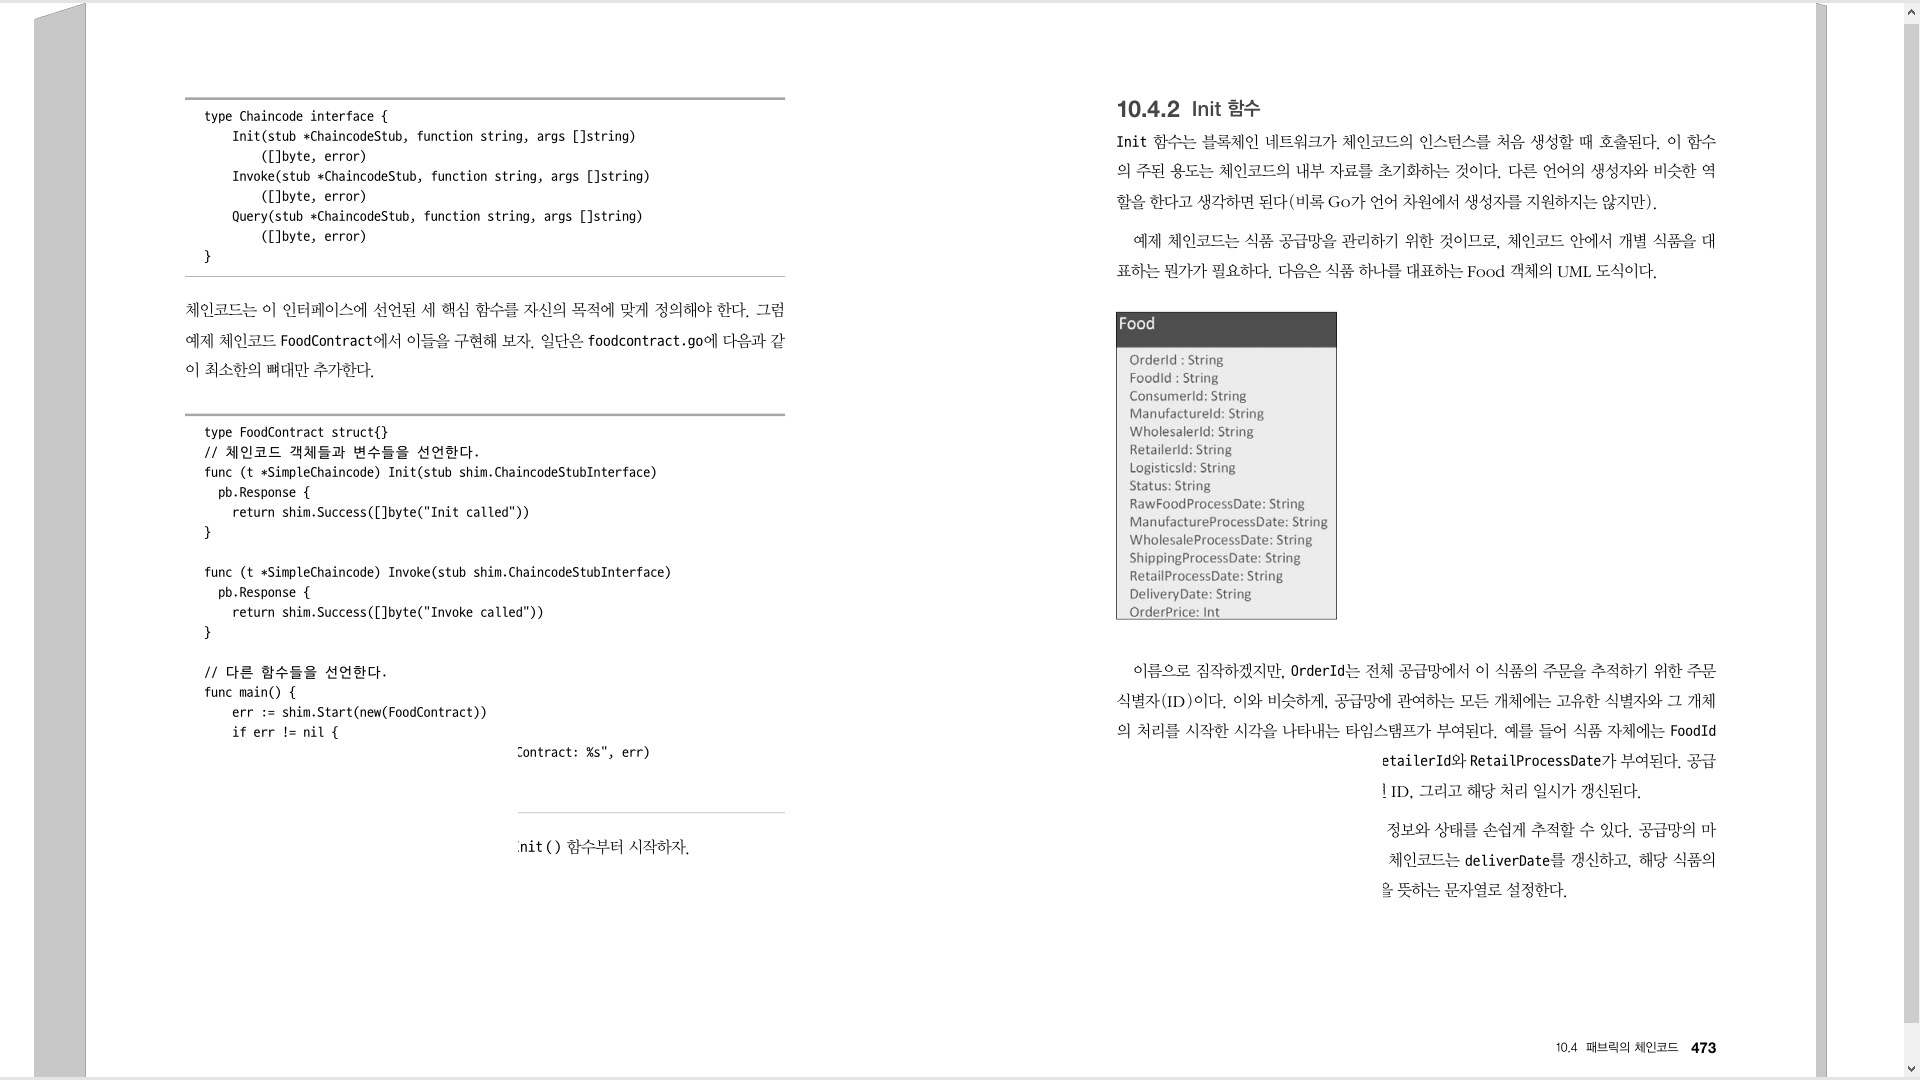 type Chaincode interface {
Init(stub *ChaincodeStub, function string, args []string)
([]byte, error)
Invoke(stub *ChaincodeStub, function string, args []string)
([]byte, error)
Query(stub *ChaincodeStub, function string, args []string)
([]byte, error)
}
체인코드는 이 인터페이스에 선언된 세 핵심 함수를 자신의 목적에 맞게 정의해야 한다. 그럼
예제 체인코드 FoodContract에서 이들을 구현해 보자. 일단은 foodcontract.go에 다음과 같
이 최소한의 뼈대만 추가한다.
type FoodContract struct{}
// 체인코드 객체들과 변수들을 선언한다.
func (t *SimpleChaincode) Init(stub shim.ChaincodeStubInterface)
pb.Response {
return shim.Success([]byte("Init called"))
}
func (t *SimpleChaincode) Invoke(stub shim.ChaincodeStubInterface)
pb.Response {
return shim.Success([]byte("Invoke called"))
}
// 다른 함수들을 선언한다.
func main() {
err := shim.Start(new(FoodContract))
if err != nil {
Contract: %s", err)
nit() 함수부터 시작하자.
10.4.2 Init 함수
Init 함수는 블록체인 네트워크가 체인코드의 인스턴스를 처음 생성할 때 호출된다. 이 함수
의 주된 용도는 체인코드의 내부 자료를 초기화하는 것이다. 다른 언어의 생성자와 비슷한 역
할을 한다고 생각하면 된다(비록 Go가 언어 차원에서 생성자를 지원하지는 않지만).
예제 체인코드는 식품 공급망을 관리하기 위한 것이므로, 체인코드 안에서 개별 식품을 대
표하는 뭔가가 필요하다. 다음은 식품 하나를 대표하는 Food 객체의 UML 도식이다.
Food
OrderId : String
FoodId : String
ConsumerId: String
ManufactureId: String
WholesalerId: String
RetailerId: String
LogisticsId: String
Status: String
RawFoodProcessDate: String
ManufactureProcessDate: String
WholesaleProcessDate: String
ShippingProcessDate: String
RetailProcessDate: String
DeliveryDate: String
OrderPrice: Int
이름으로 짐작하겠지만, OrderId는 전체 공급망에서 이 식품의 주문을 추적하기 위한 주문
식별자(ID)이다. 이와 비슷하게, 공급망에 관여하는 모든 개체에는 고유한 식별자와 그 개체
의 처리를 시작한 시각을 나타내는 타임스탬프가 부여된다. 예를 들어 식품 자체에는 FoodId
etailerId와 RetailProcessDate가 부여된다. 공급
ID, 그리고 해당 처리 일시가 갱신된다.
정보와 상태를 손쉽게 추적할 수 있다. 공급망의 마
체인코드는 deliverDate를 갱신하고, 해당 식품의
을 뜻하는 문자열로 설정한다.
10.4 패브릭의 체인코드 473